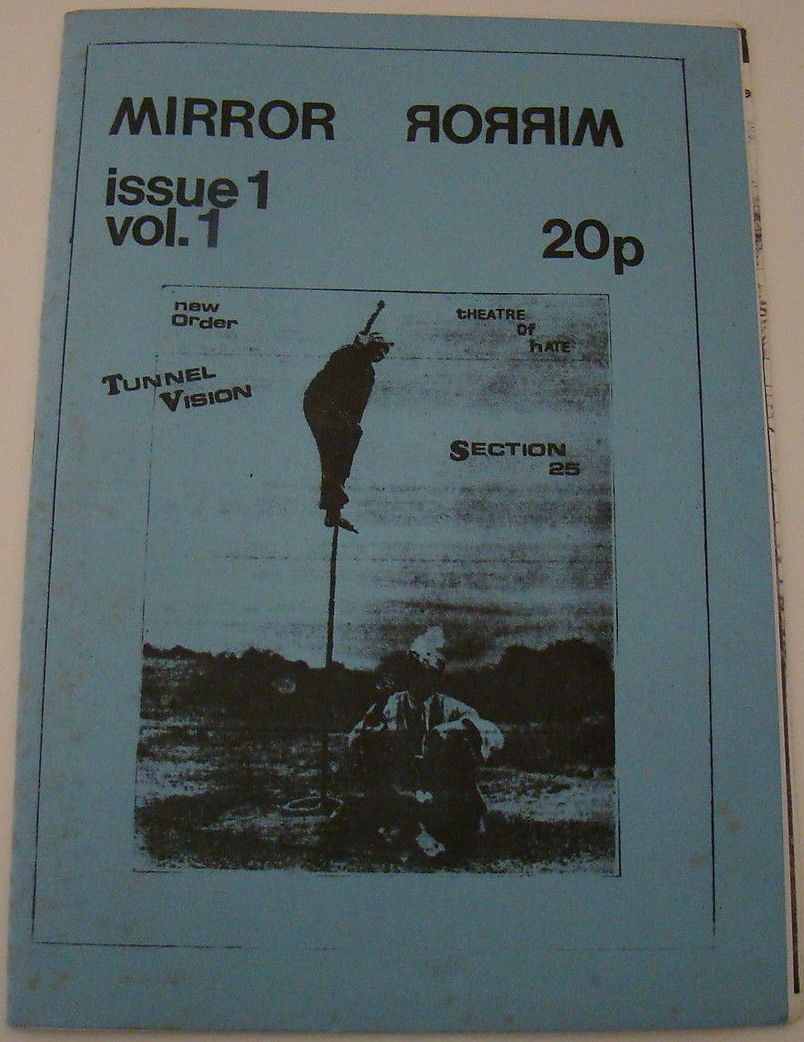 MIRROR ЯOЯЯIM
issue 1
vol. 1
20p
new
Order
tHEATRE
Of
hATE
TUNNEL
VISION
SECTION
25